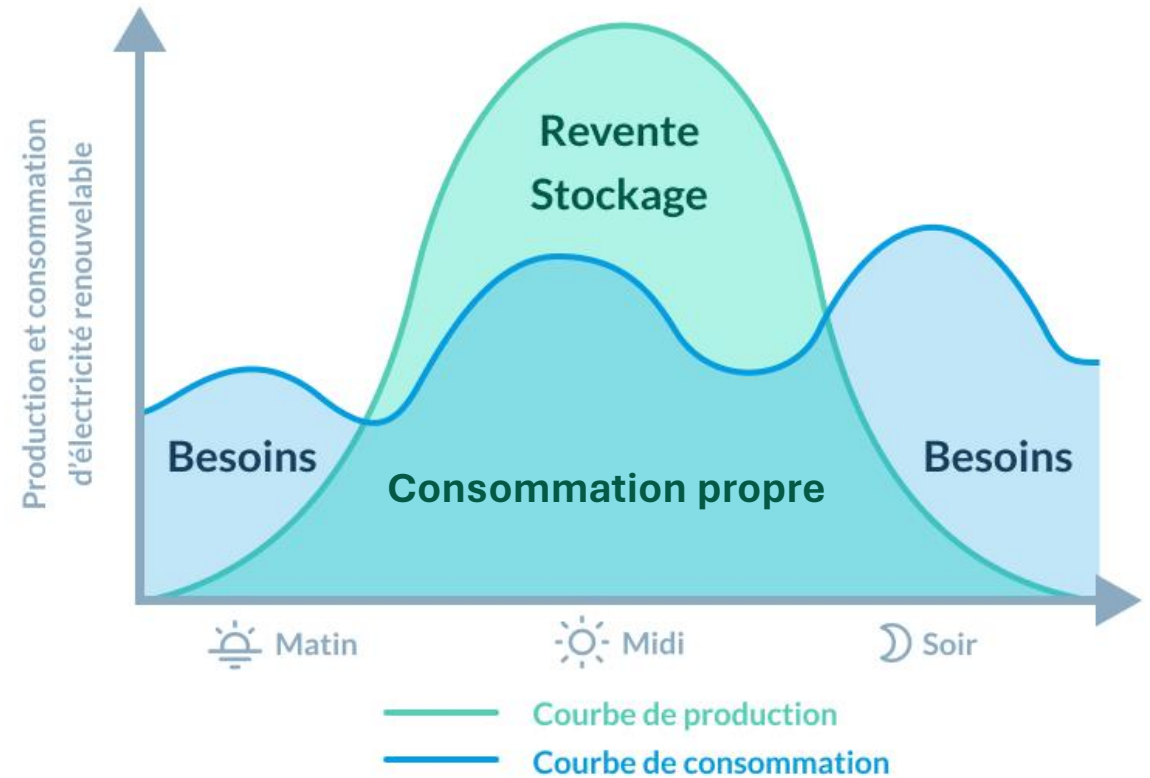 Production et consommation
d'électricité renouvelable
Revente
Stockage
Besoins
Consommation propre
Besoins
Matin
Midi
Soir
Courbe de production
Courbe de consommation